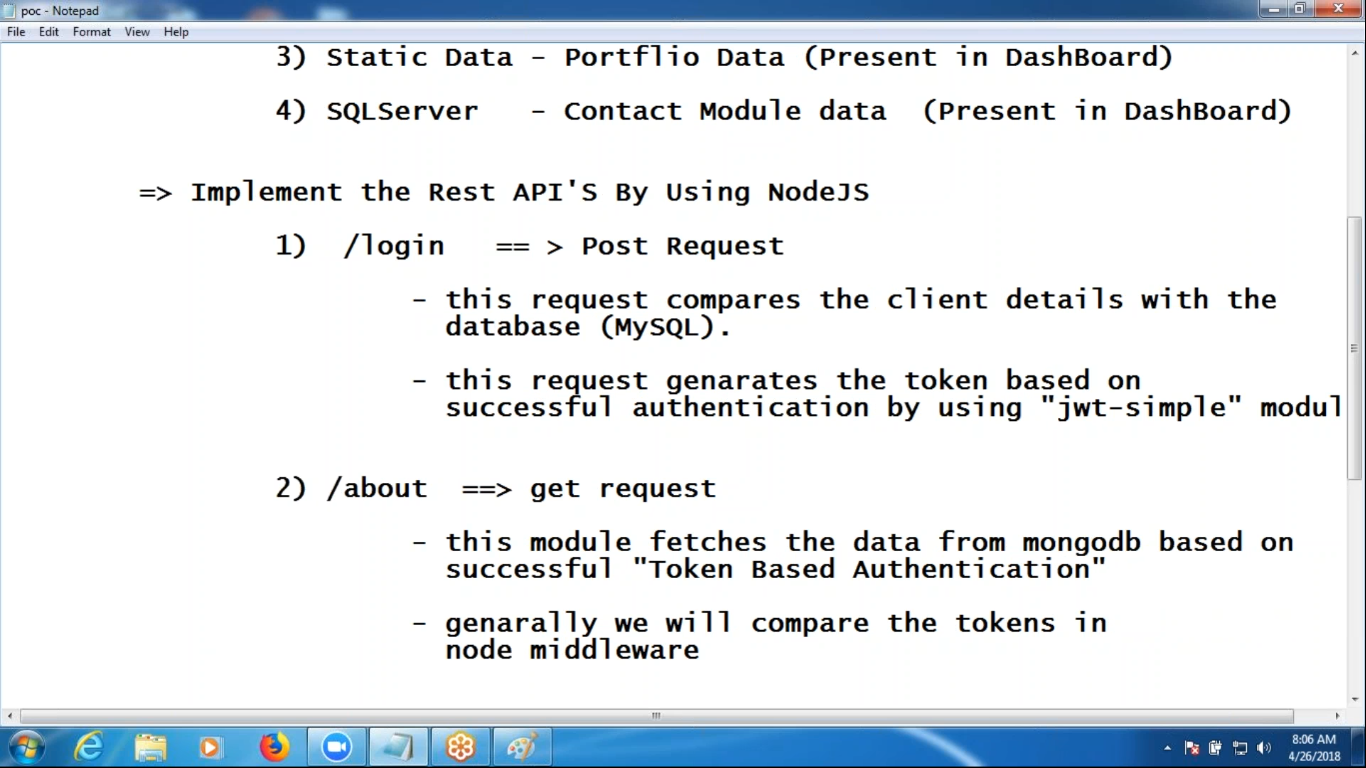 poc - Notepad
File Edit Format View Help
3) Static Data - Portflio Data (Present in DashBoard)
4) SQLServer - Contact Module data (Present in DashBoard)
=> Implement the Rest API'S By Using NodeJS
1) /login == > Post Request
- this request compares the client details with the
database (MySQL).
- this request genarates the token based on
successful authentication by using "jwt-simple" modul
2) /about ==> get request
- this module fetches the data from mongodb based on
successful "Token Based Authentication"
- genarally we will compare the tokens in
node middleware
8:06 AM
4/26/2018